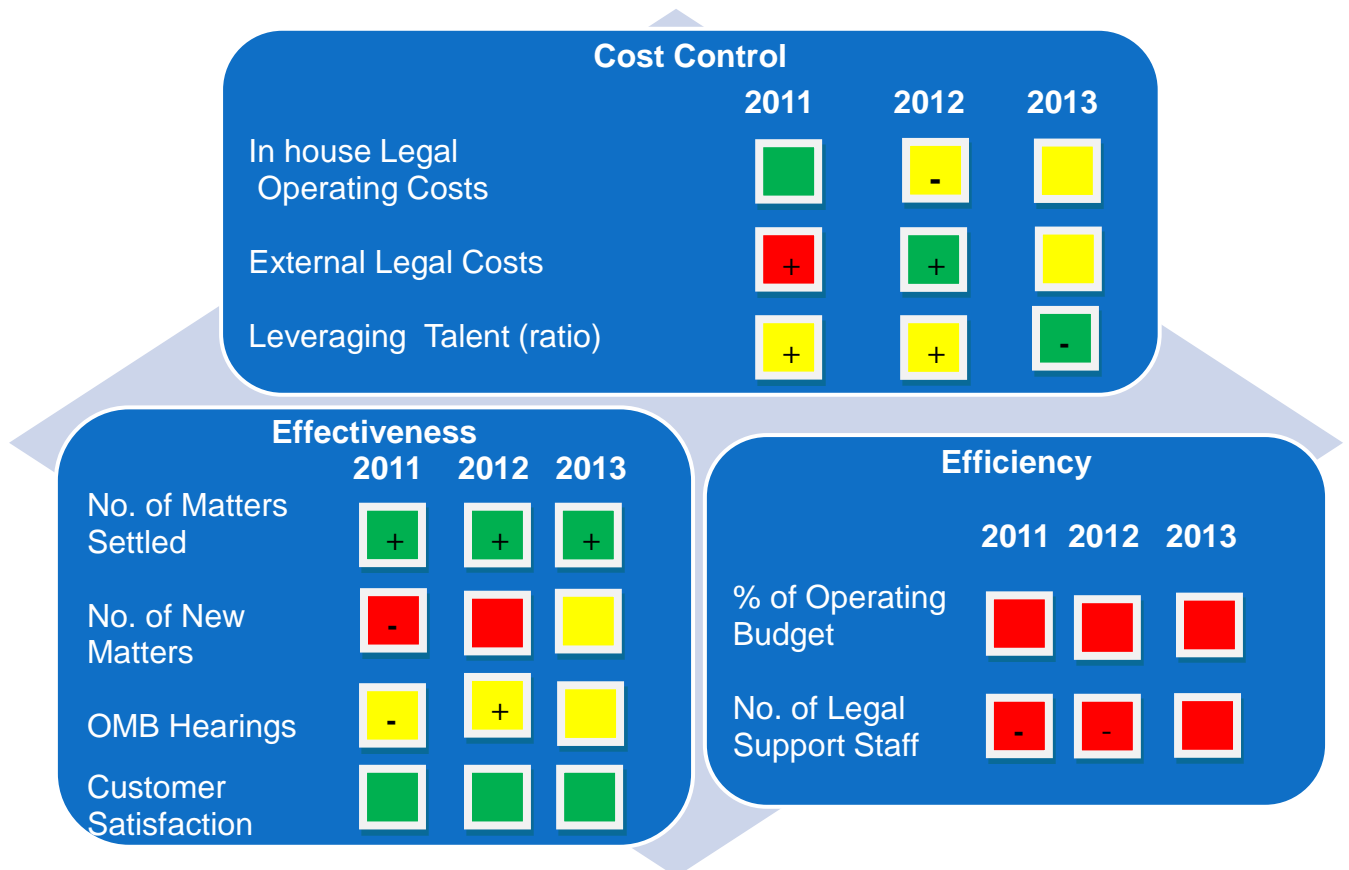 Cost Control
2011 2012 2013
In house Legal
Operating Costs
-
External Legal Costs
+ +
Leveraging Talent (ratio)
+ + -
Effectiveness
2011 2012 2013
No. of Matters
Settled
+ + +
No. of New
Matters
-
OMB Hearings
- +
Customer
Satisfaction
Efficiency
2011 2012 2013
% of Operating
Budget
No. of Legal
Support Staff
- -